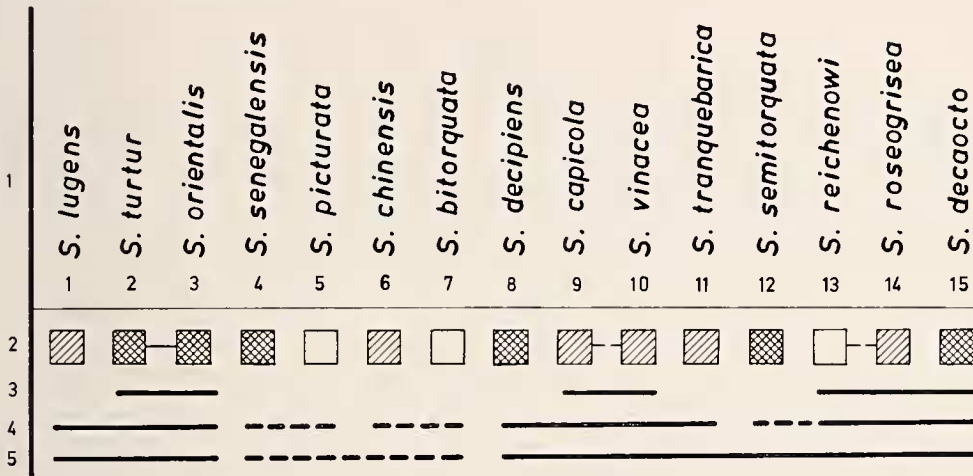 1
S. lugens
S. turtur
S. orientalis
S. senegalensis
S. picturata
S. chinensis
S. bitorquata
S. decipiens
S. capicola
S. vinacea
S. tranquebarica
S. semitorquata
S. reichenowi
S. roseogrisea
S. decaocto
1 2 3 4 5 6 7 8 9 10 11 12 13 14 15
2
3
4
5